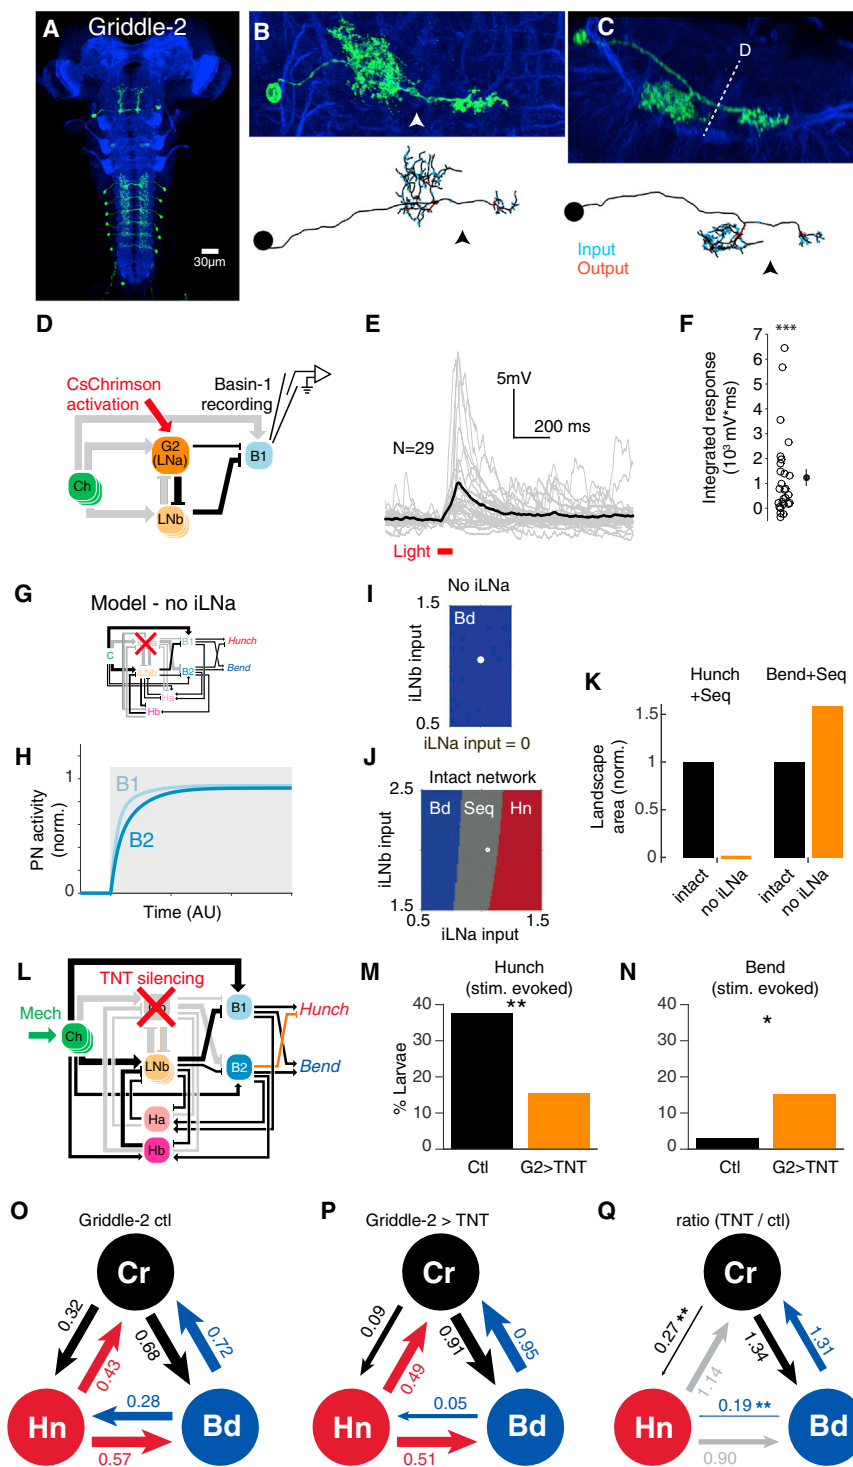 A
Griddle-2
30µm
B
C
D
Input
Output
D
CsChrimson
activation
Basin-1
recording
G2
(LNa)
B1
Ch
LNb
E
5mV
200 ms
N=29
Light
F
***
Integrated response
(10³ mV*ms)
7
6
5
4
3
2
1
0
G
Model - no iLNa
C
LNb
B1
B2
Ha
Hb
Hunch
Bend
H
PN activity
(norm.)
1
0
B1
B2
Time (AU)
I
No iLNa
1.5
Bd
iLNb input
0.5
iLNa input = 0
J
Intact network
2.5
Bd
Seq
Hn
iLNb input
1.5
0.5
1.5
iLNa input
K
Hunch
+Seq
Bend+Seq
Landscape
area (norm.)
1.5
1
0.5
0
intact
no iLNa
intact
no iLNa
L
TNT silencing
Mech
Ch
LNb
B1
B2
Ha
Hb
Hunch
Bend
M
Hunch
(stim. evoked)
**
% Larvae
40
30
20
10
0
Ctl
G2>TNT
N
Bend
(stim. evoked)
*
40
30
20
10
0
Ctl
G2>TNT
O
Griddle-2 ctl
Cr
0.32
0.43
0.68
0.72
0.28
0.57
Hn
Bd
P
Griddle-2 > TNT
Cr
0.09
0.49
0.91
0.95
0.05
0.51
Hn
Bd
Q
ratio (TNT / ctl)
Cr
0.27 **
1.14
1.34
1.31
0.19 **
0.90
Hn
Bd